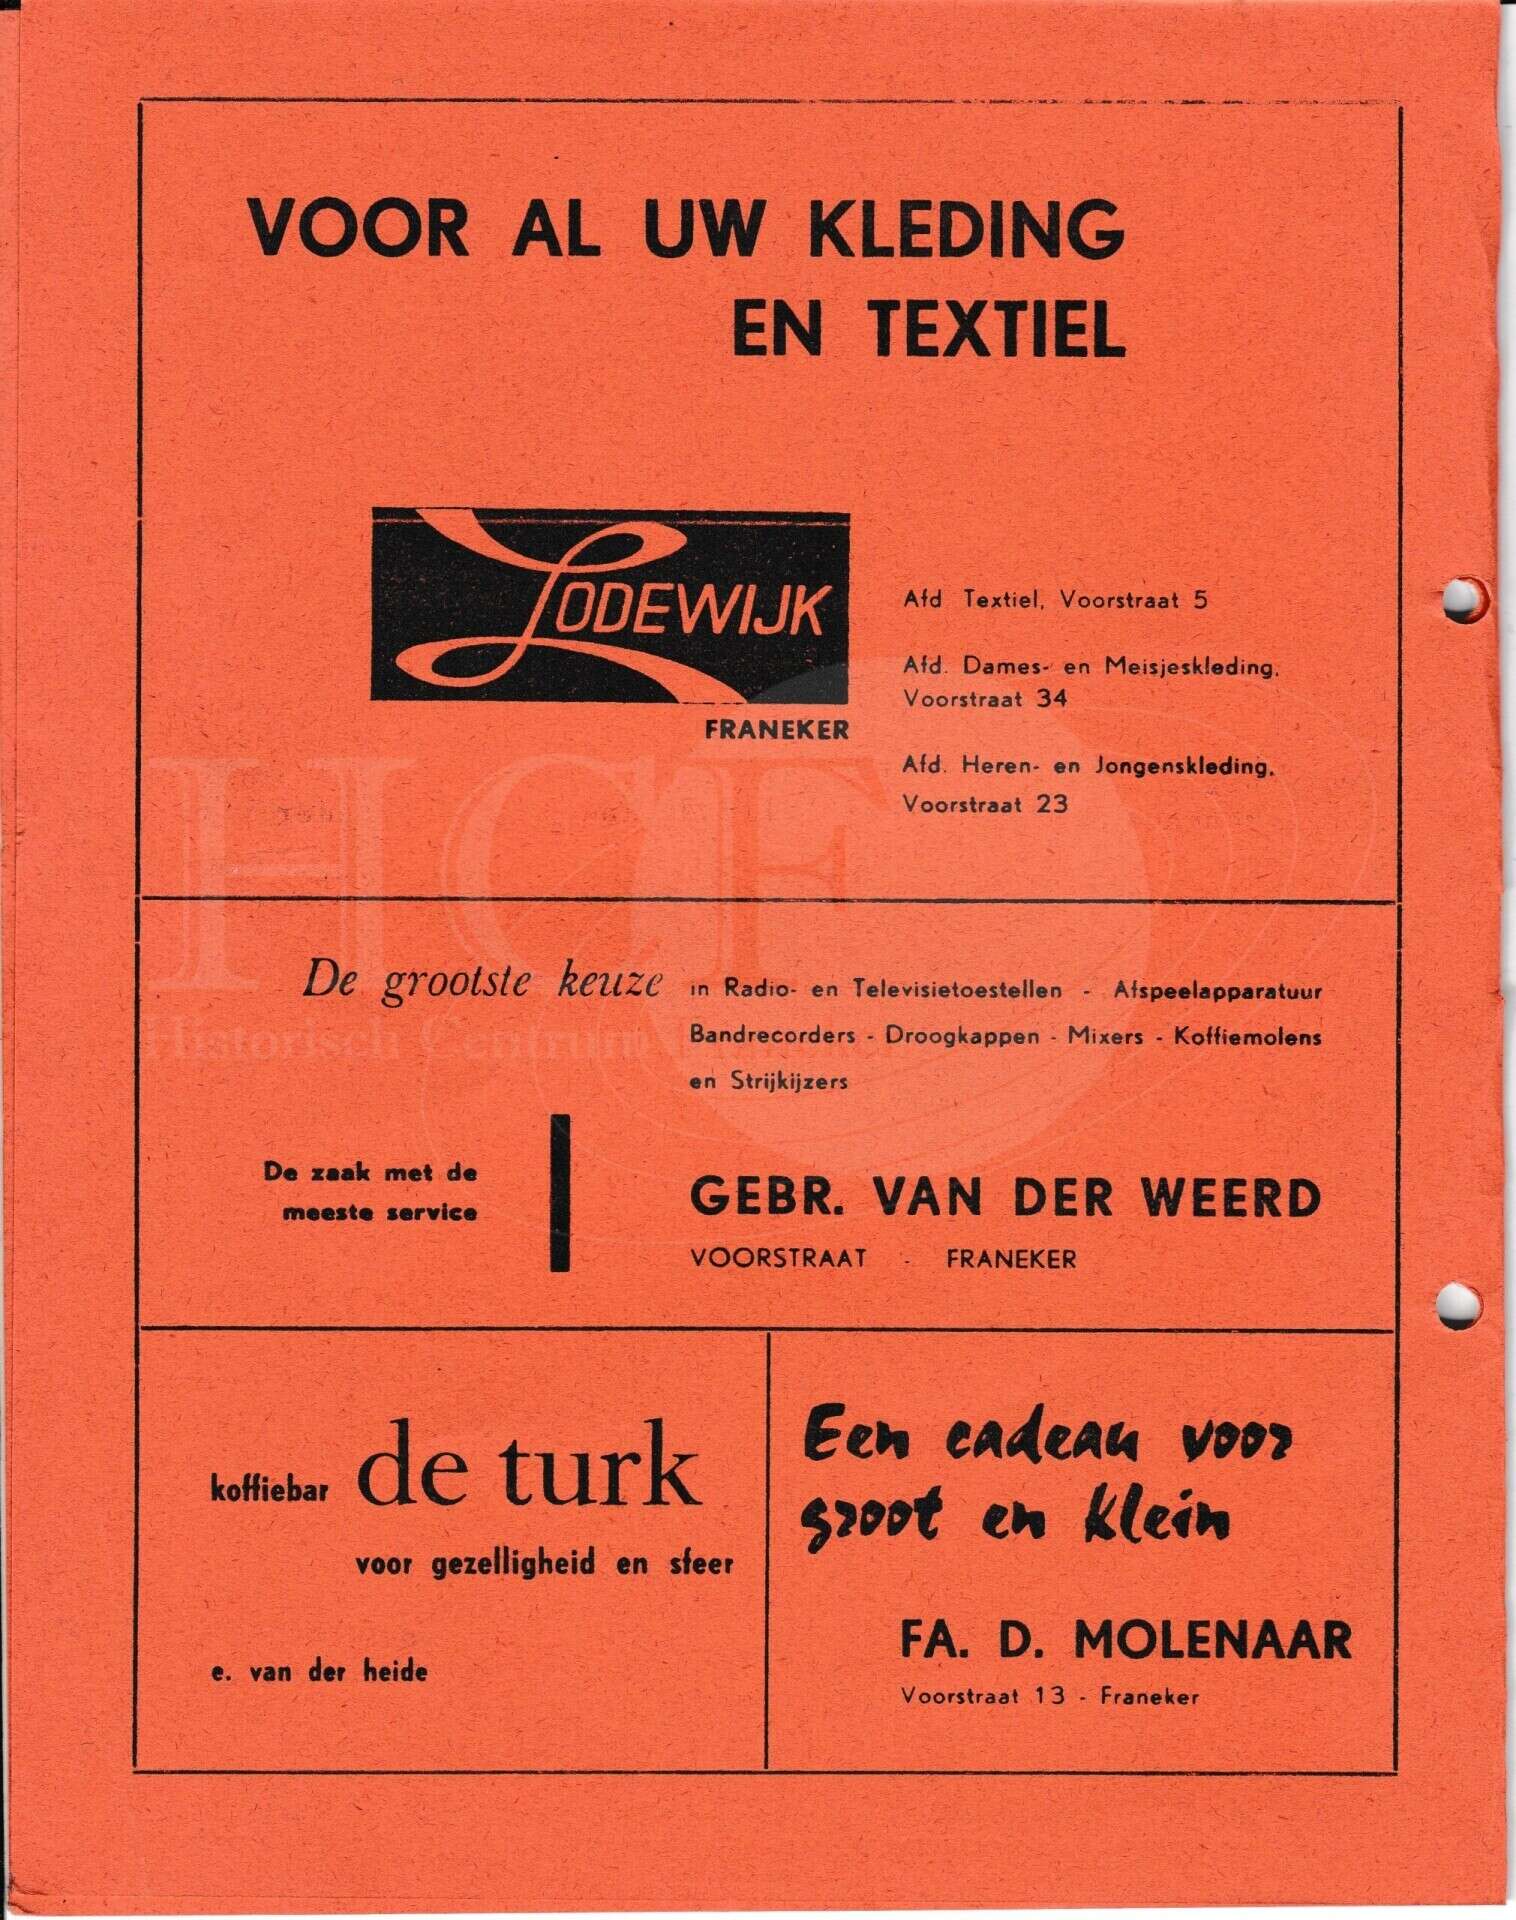 VOOR AL UW KLEDING
EN TEXTIEL
LODEWIJK
FRANEKER
Afd Textiel, Voorstraat 5
Afd. Dames- en Meisjeskleding,
Voorstraat 34
Afd. Heren- en Jongenskleding,
Voorstraat 23
HCF
Historisch Centrum
De grootste keuze in Radio- en Televisietoestellen - Afspeelapparatuur
Bandrecorders - Droogkappen - Mixers - Koffiemolens
en Strijkijzers
De zaak met de
meeste service
GEBR. VAN DER WEERD
VOORSTRAAT - FRANEKER
koffiebar de turk
voor gezelligheid en sfeer
e. van der heide
Een cadeau voor
groot en klein
FA. D. MOLENAAR
Voorstraat 13 - Franeker